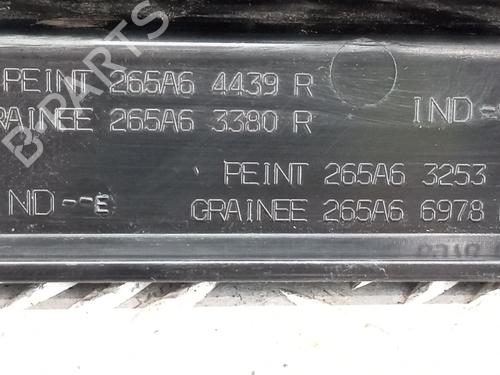 PEINT 265A6 4439 R
GRAINEE 265A6 3380 R
IND-
PEINT 265A6 3253
GRAINEE 265A6 6978
ND--E
B-PARTS